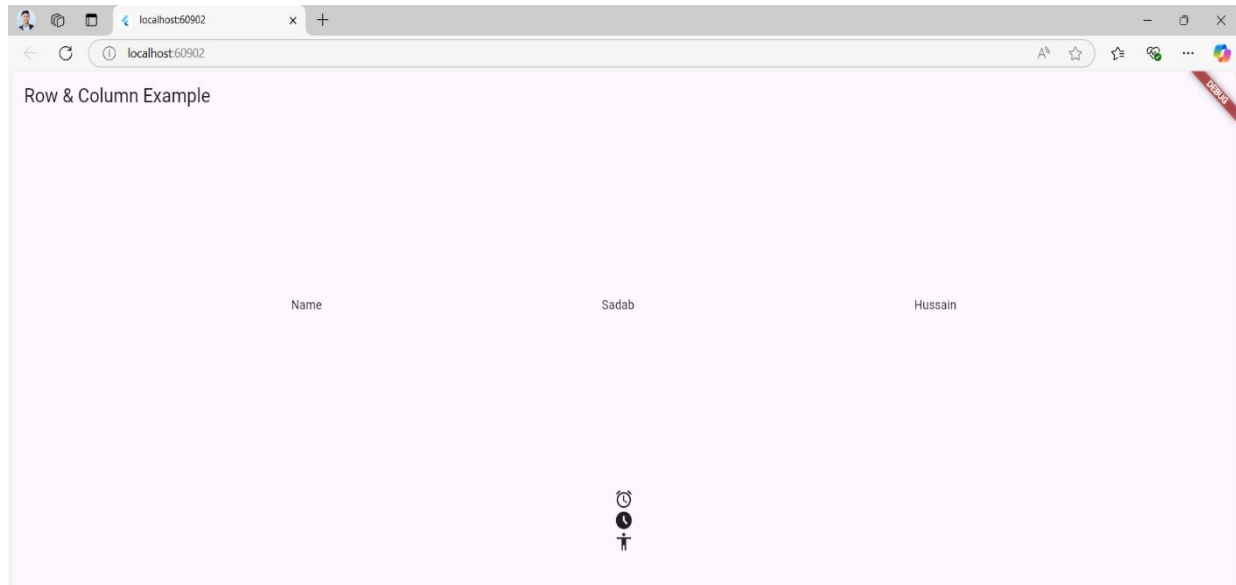 localhost:60902
localhost:60902
Row & Column Example
DEBUG
Name Sadab Hussain